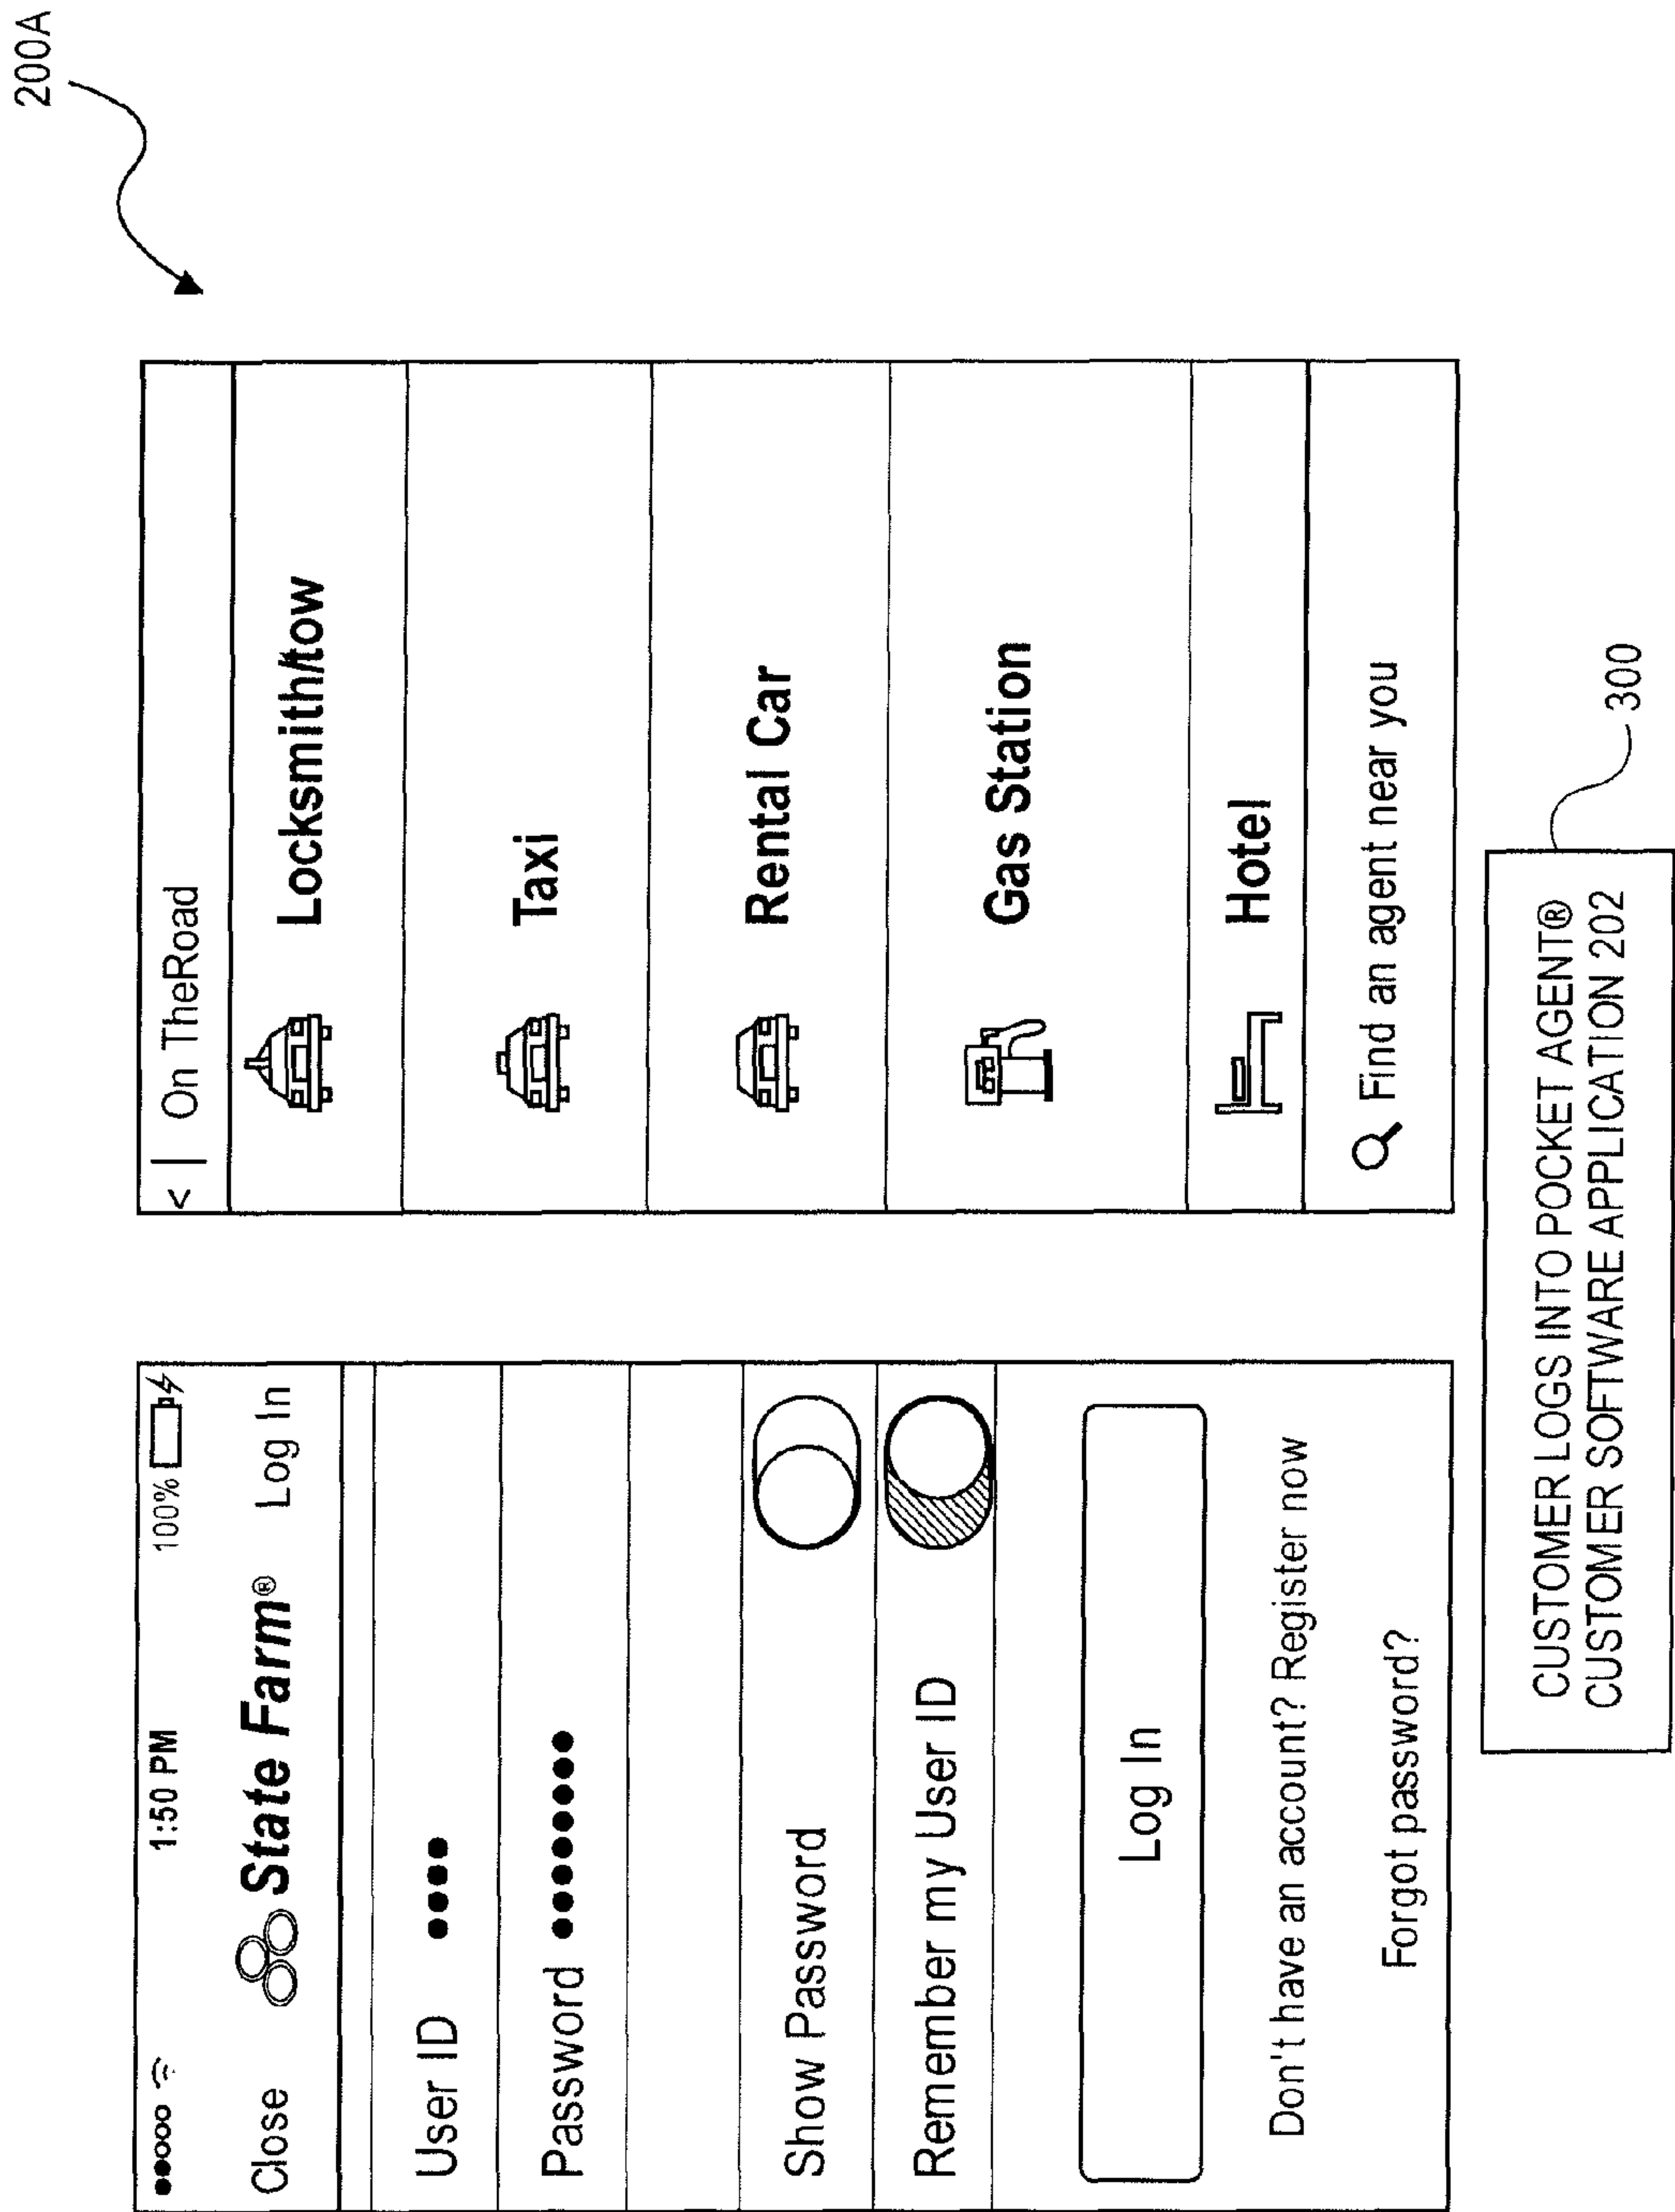 200A
1:50 PM 100%
Close State Farm® Log In
User ID ••••
Password ••••••••
Show Password
Remember my User ID
Log In
Don't have an account? Register now
Forgot password?
< | On TheRoad
Locksmith/tow
Taxi
Rental Car
Gas Station
Hotel
Find an agent near you
CUSTOMER LOGS INTO POCKET AGENT®
CUSTOMER SOFTWARE APPLICATION 202
300